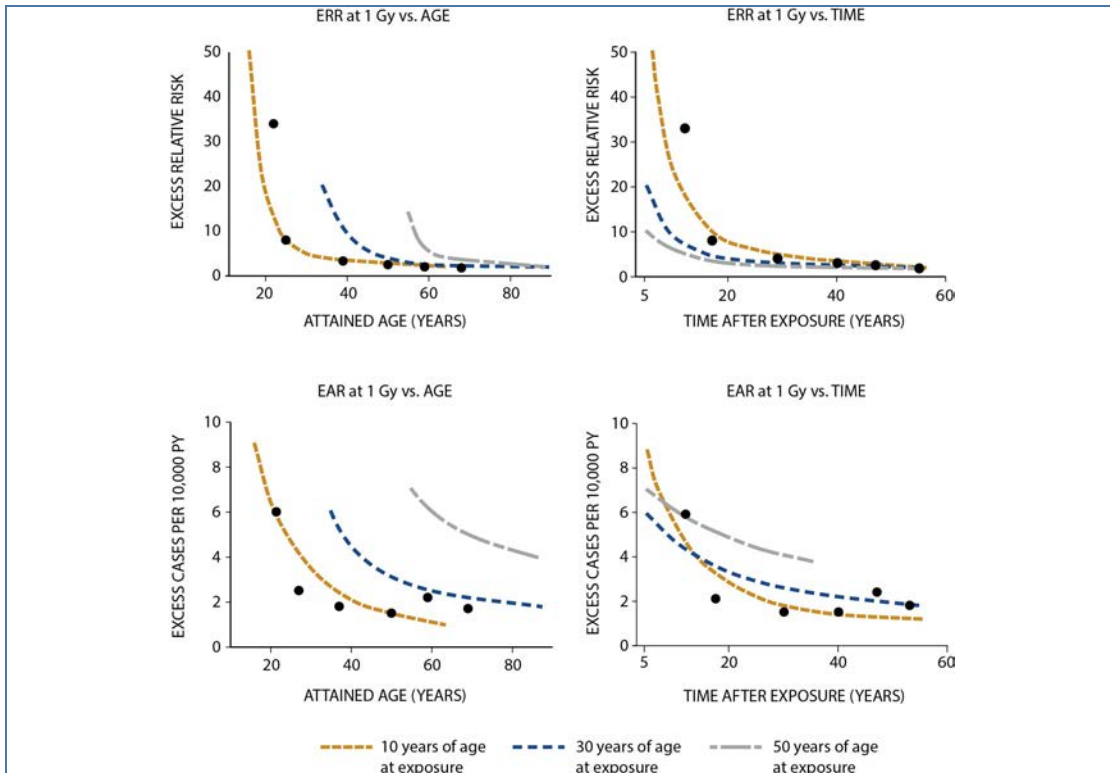 ERR at 1 Gy vs. AGE
EXCESS RELATIVE RISK
50
40
30
20
10
0
20 40 60 80
ATTAINED AGE (YEARS)
ERR at 1 Gy vs. TIME
EXCESS RELATIVE RISK
50
40
30
20
10
0
5 20 40 60
TIME AFTER EXPOSURE (YEARS)
EAR at 1 Gy vs. AGE
EXCESS CASES PER 10,000 PY
10
8
6
4
2
0
20 40 60 80
ATTAINED AGE (YEARS)
EAR at 1 Gy vs. TIME
EXCESS CASES PER 10,000 PY
10
8
6
4
2
0
5 20 40 60
TIME AFTER EXPOSURE (YEARS)
10 years of age
at exposure
30 years of age
at exposure
50 years of age
at exposure